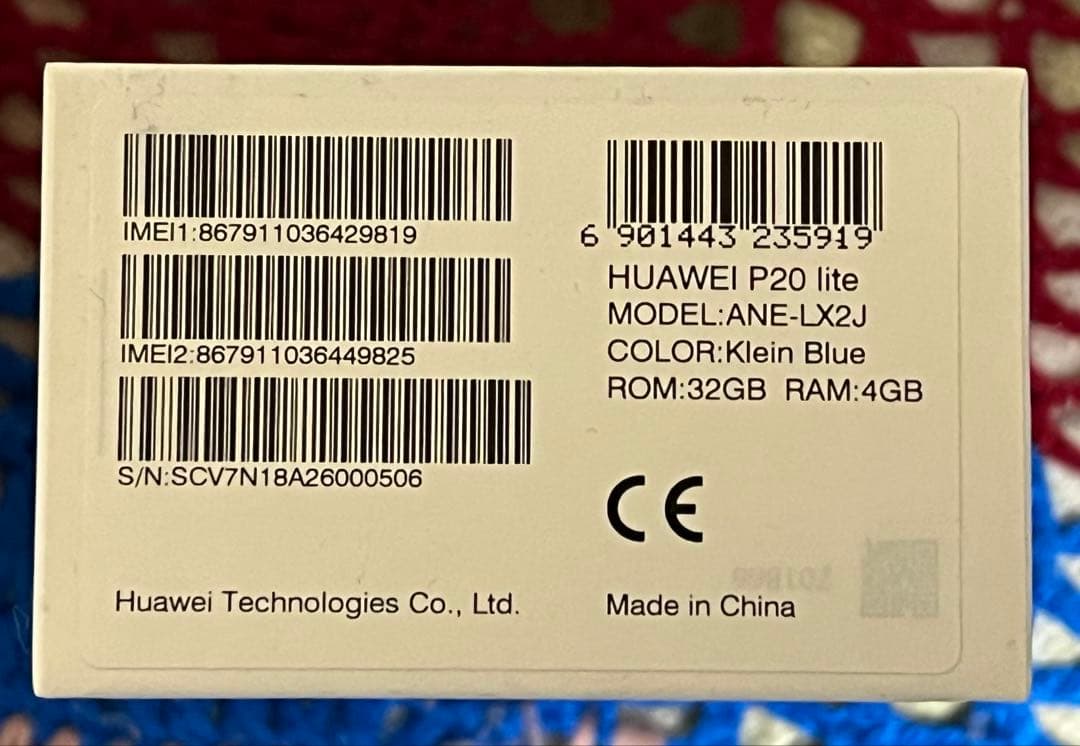 IMEI1:867911036429819
IMEI2:867911036449825
S/N:SCV7N18A26000506
Huawei Technologies Co., Ltd.
6 901443 235919
HUAWEI P20 lite
MODEL:ANE-LX2J
COLOR:Klein Blue
ROM:32GB RAM:4GB
CE
Made in China